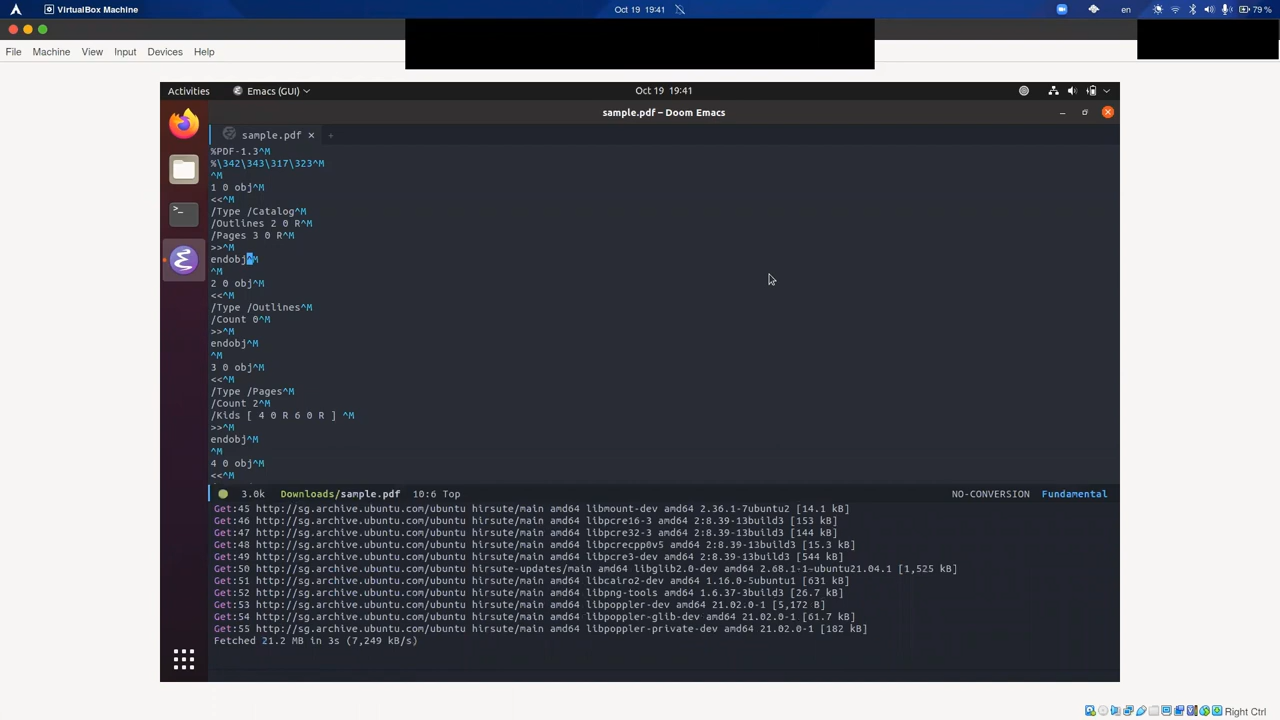 VirtualBox Machine
Oct 19 19:41
en
79 %
File Machine View Input Devices Help
Activities
Emacs (GUI)
Oct 19 19:41
sample.pdf – Doom Emacs
sample.pdf × +
%PDF-1.3^M
%\342\343\317\323^M
^M
1 0 obj^M
<<^M
/Type /Catalog^M
/Outlines 2 0 R^M
/Pages 3 0 R^M
>>^M
endobj^M
^M
2 0 obj^M
<<^M
/Type /Outlines^M
/Count 0^M
>>^M
endobj^M
^M
3 0 obj^M
<<^M
/Type /Pages^M
/Count 2^M
/Kids [ 4 0 R 6 0 R ] ^M
>>^M
endobj^M
^M
4 0 obj^M
<<^M
3.0k Downloads/sample.pdf 10:6 Top NO-CONVERSION Fundamental
Get:45 http://sg.archive.ubuntu.com/ubuntu hirsute/main amd64 libmount-dev amd64 2.36.1-7ubuntu2 [14.1 kB]
Get:46 http://sg.archive.ubuntu.com/ubuntu hirsute/main amd64 libpcre16-3 amd64 2:8.39-13build3 [153 kB]
Get:47 http://sg.archive.ubuntu.com/ubuntu hirsute/main amd64 libpcre32-3 amd64 2:8.39-13build3 [144 kB]
Get:48 http://sg.archive.ubuntu.com/ubuntu hirsute/main amd64 libpcrecpp0v5 amd64 2:8.39-13build3 [15.3 kB]
Get:49 http://sg.archive.ubuntu.com/ubuntu hirsute/main amd64 libpcre3-dev amd64 2:8.39-13build3 [544 kB]
Get:50 http://sg.archive.ubuntu.com/ubuntu hirsute-updates/main amd64 libglib2.0-dev amd64 2.68.1-1~ubuntu21.04.1 [1,525 kB]
Get:51 http://sg.archive.ubuntu.com/ubuntu hirsute/main amd64 libcairo2-dev amd64 1.16.0-5ubuntu1 [631 kB]
Get:52 http://sg.archive.ubuntu.com/ubuntu hirsute/main amd64 libpng-tools amd64 1.6.37-3build3 [26.7 kB]
Get:53 http://sg.archive.ubuntu.com/ubuntu hirsute/main amd64 libpoppler-dev amd64 21.02.0-1 [5,172 B]
Get:54 http://sg.archive.ubuntu.com/ubuntu hirsute/main amd64 libpoppler-glib-dev amd64 21.02.0-1 [61.7 kB]
Get:55 http://sg.archive.ubuntu.com/ubuntu hirsute/main amd64 libpoppler-private-dev amd64 21.02.0-1 [182 kB]
Fetched 21.2 MB in 3s (7,249 kB/s)
Right Ctrl